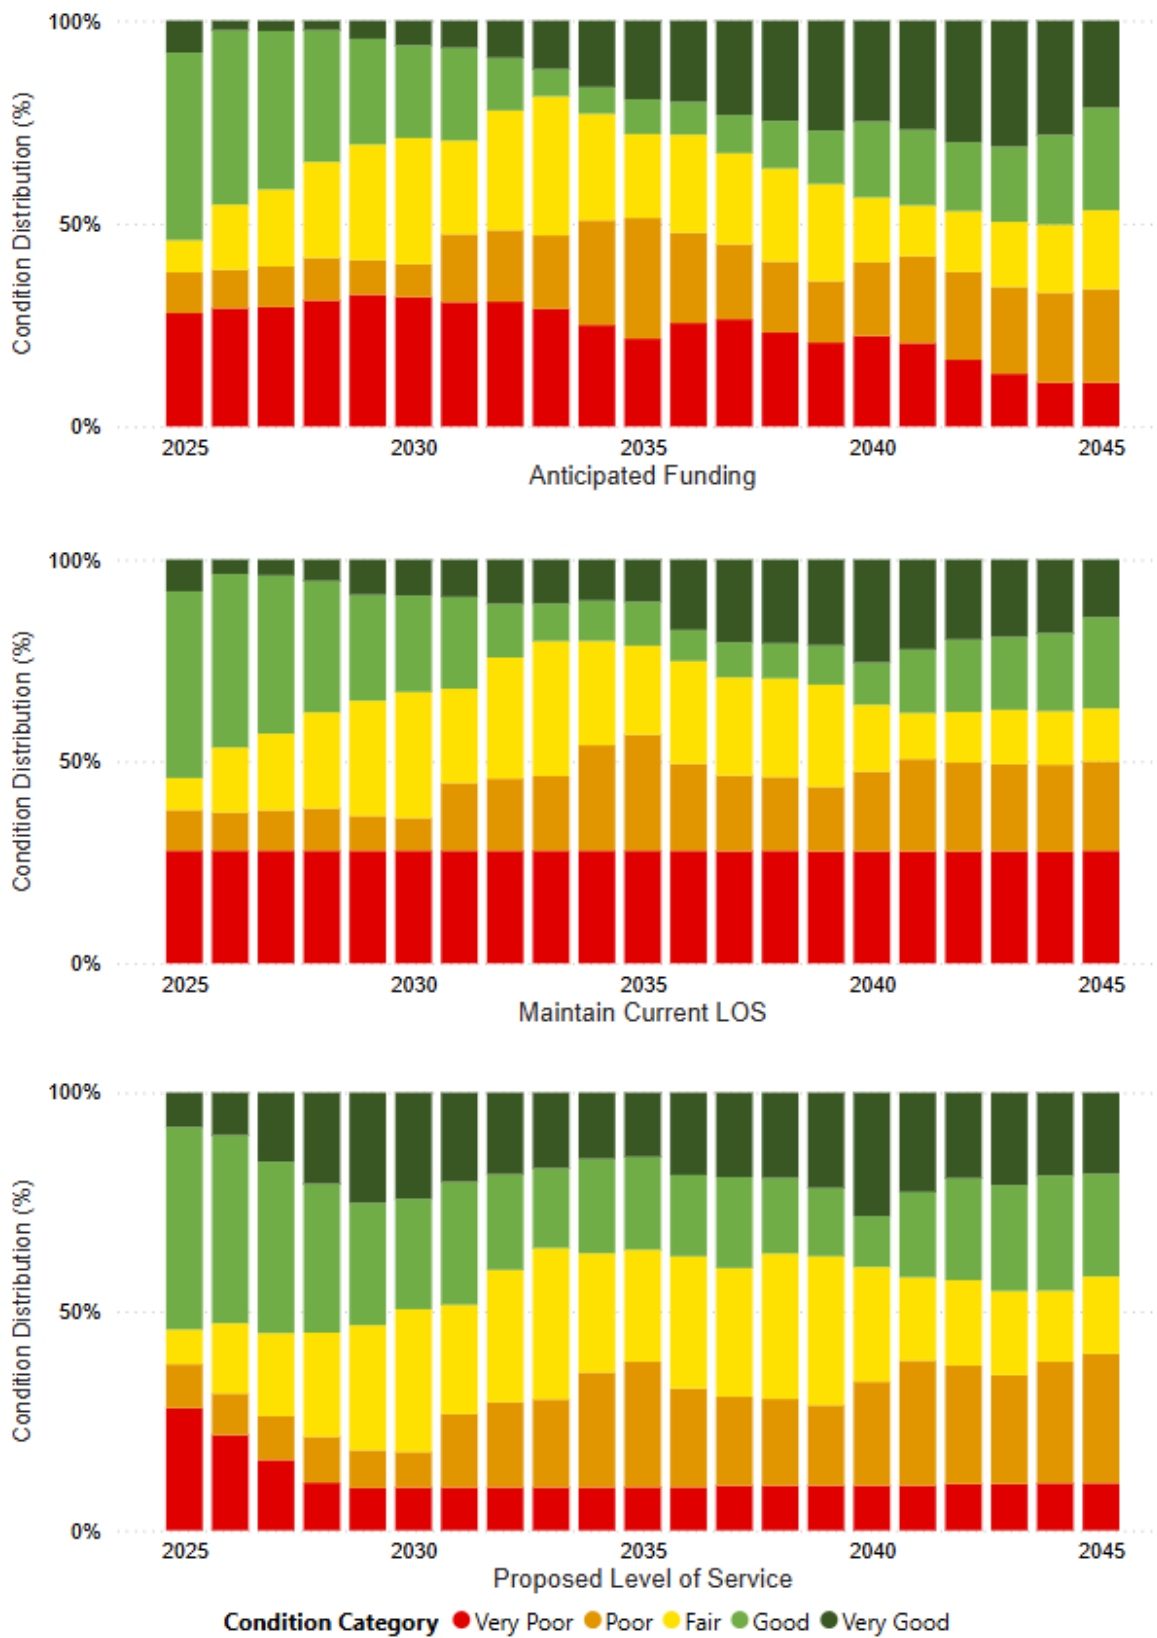 100%
50%
0%
Condition Distribution (%)
2025 2030 2035 2040 2045
Anticipated Funding
100%
50%
0%
Condition Distribution (%)
2025 2030 2035 2040 2045
Maintain Current LOS
100%
50%
0%
Condition Distribution (%)
2025 2030 2035 2040 2045
Proposed Level of Service
Condition Category Very Poor Poor Fair Good Very Good